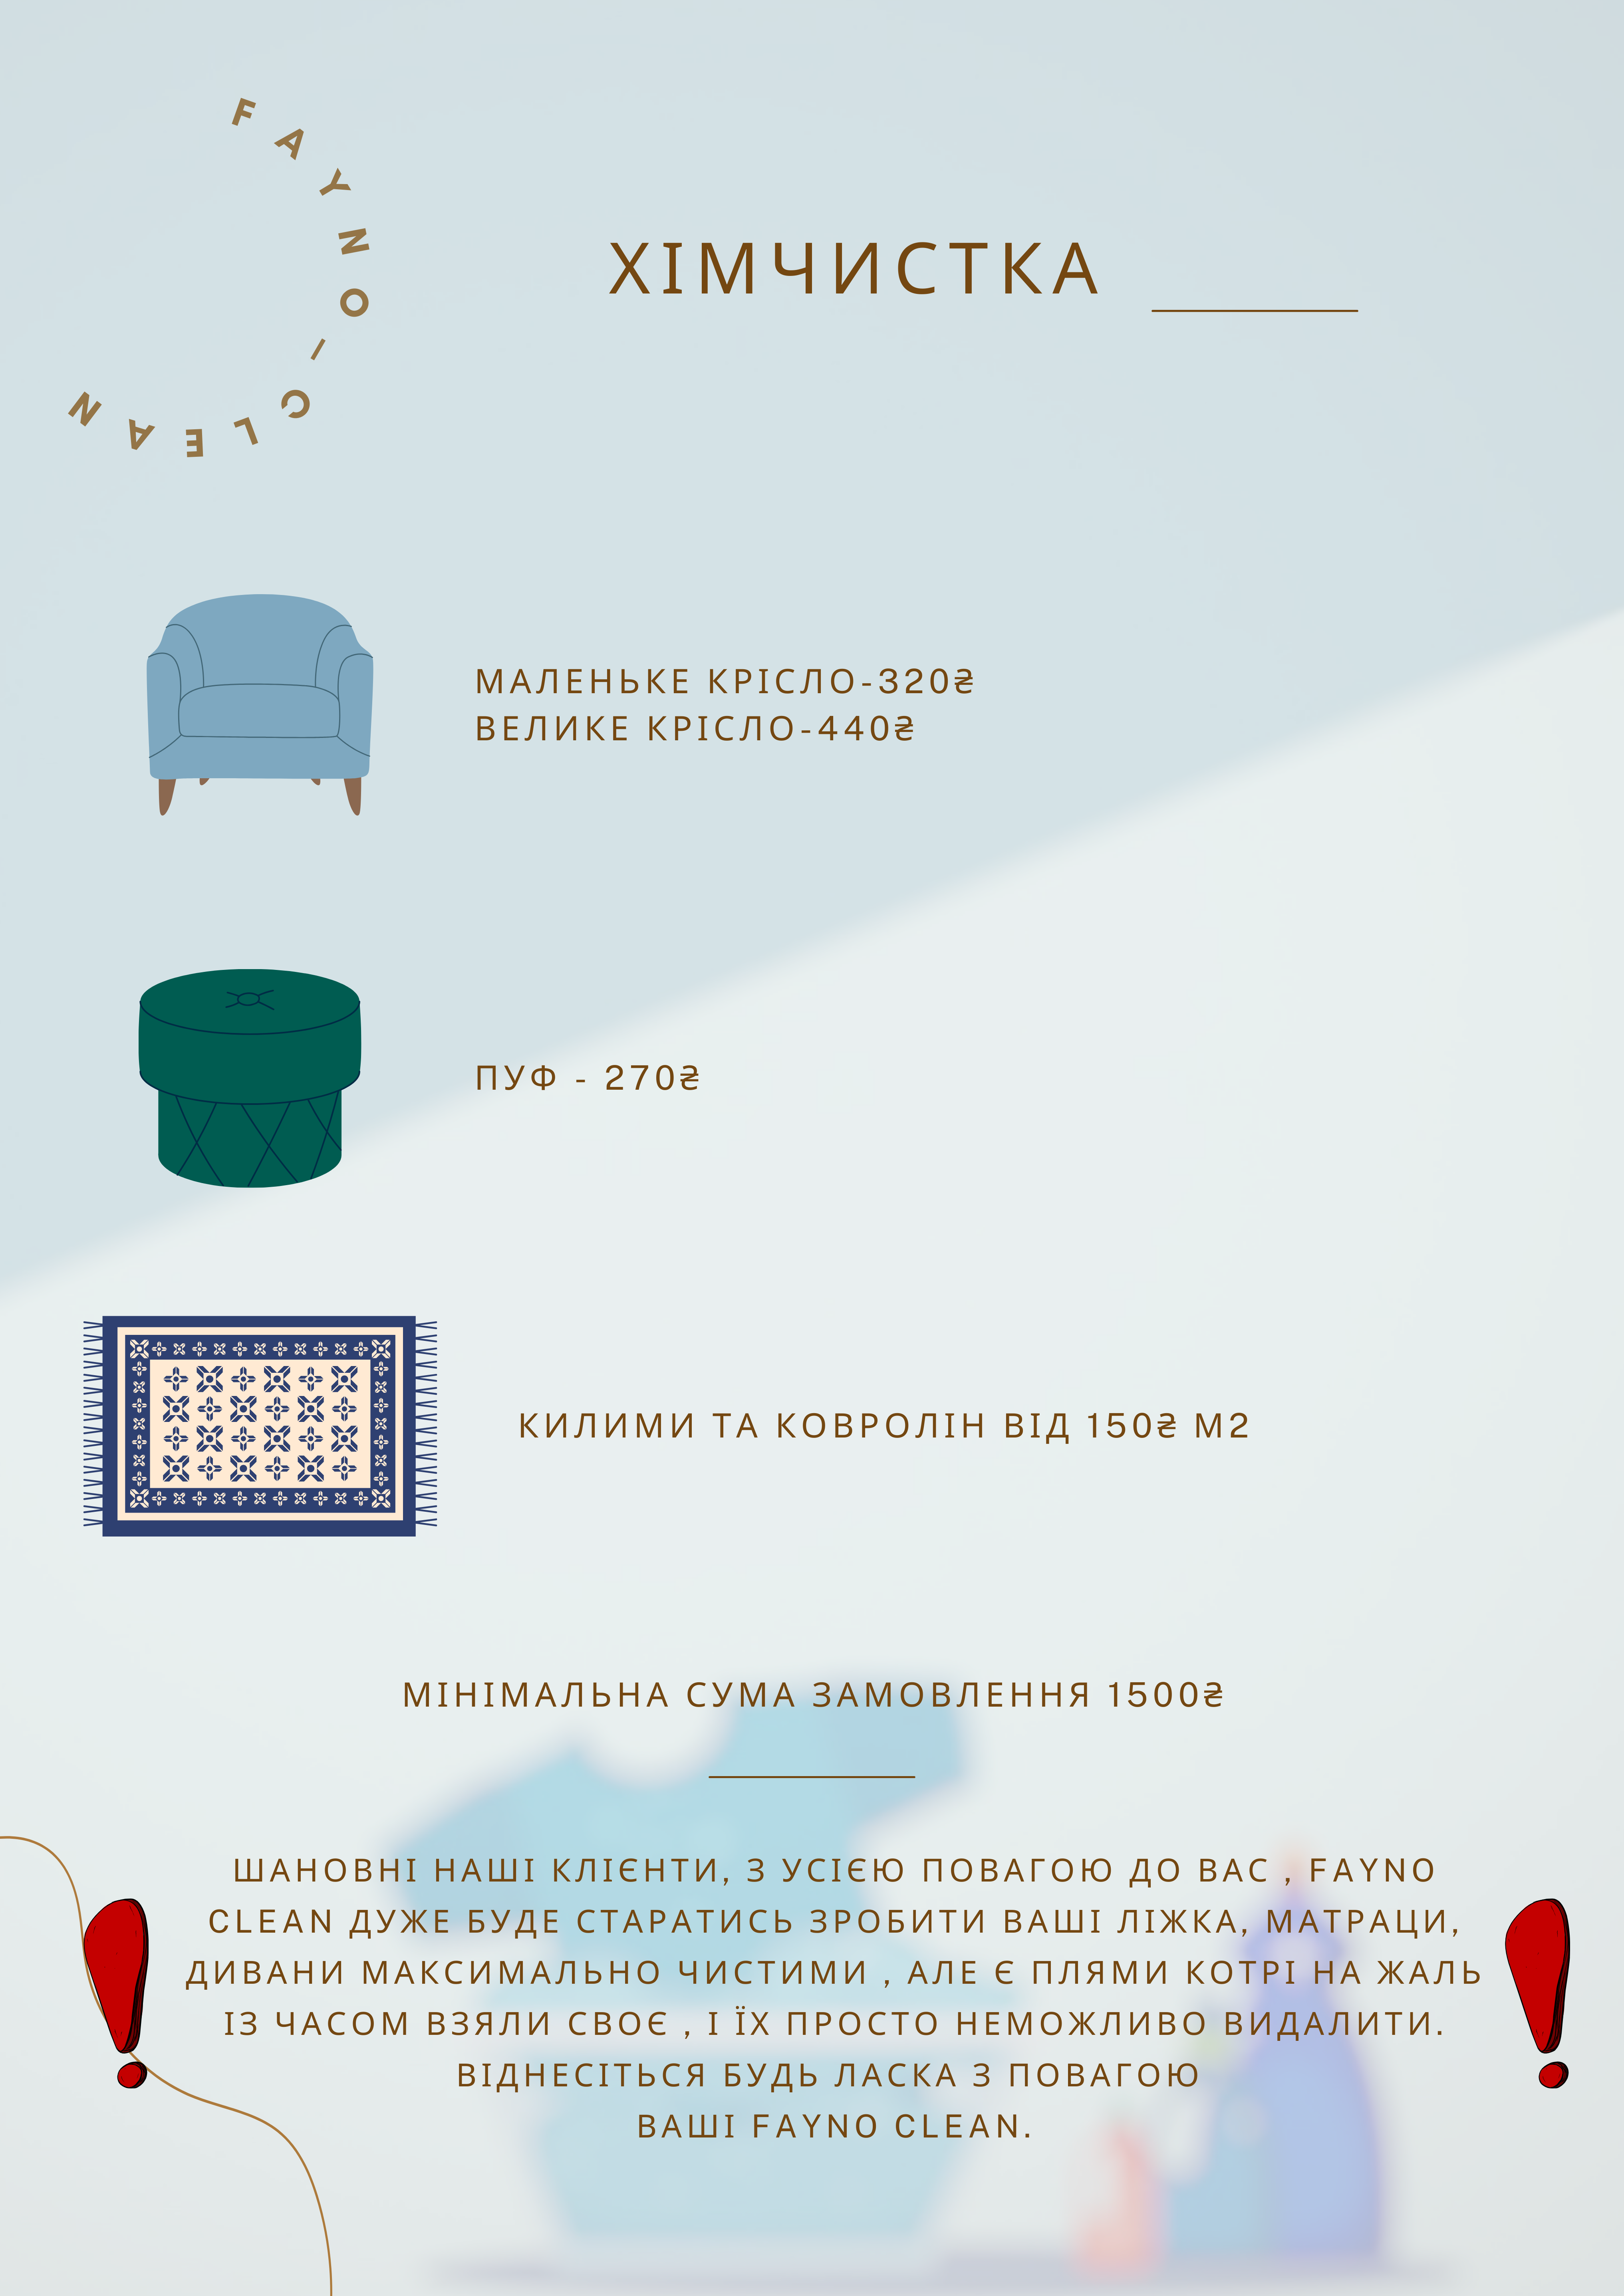 FAYNO-CLEAN
ХІМЧИСТКА
МАЛЕНЬКЕ КРІСЛО-320₴
ВЕЛИКЕ КРІСЛО-440₴
ПУФ - 270₴
КИЛИМИ ТА КОВРОЛІН ВІД 150₴ М2
МІНІМАЛЬНА СУМА ЗАМОВЛЕННЯ 1500₴
ШАНОВНІ НАШІ КЛІЄНТИ, З УСІЄЮ ПОВАГОЮ ДО ВАС , FAYNO
CLEAN ДУЖЕ БУДЕ СТАРАТИСЬ ЗРОБИТИ ВАШІ ЛІЖКА, МАТРАЦИ,
ДИВАНИ МАКСИМАЛЬНО ЧИСТИМИ , АЛЕ Є ПЛЯМИ КОТРІ НА ЖАЛЬ
ІЗ ЧАСОМ ВЗЯЛИ СВОЄ , І ЇХ ПРОСТО НЕМОЖЛИВО ВИДАЛИТИ.
ВІДНЕСІТЬСЯ БУДЬ ЛАСКА З ПОВАГОЮ
ВАШІ FAYNO CLEAN.